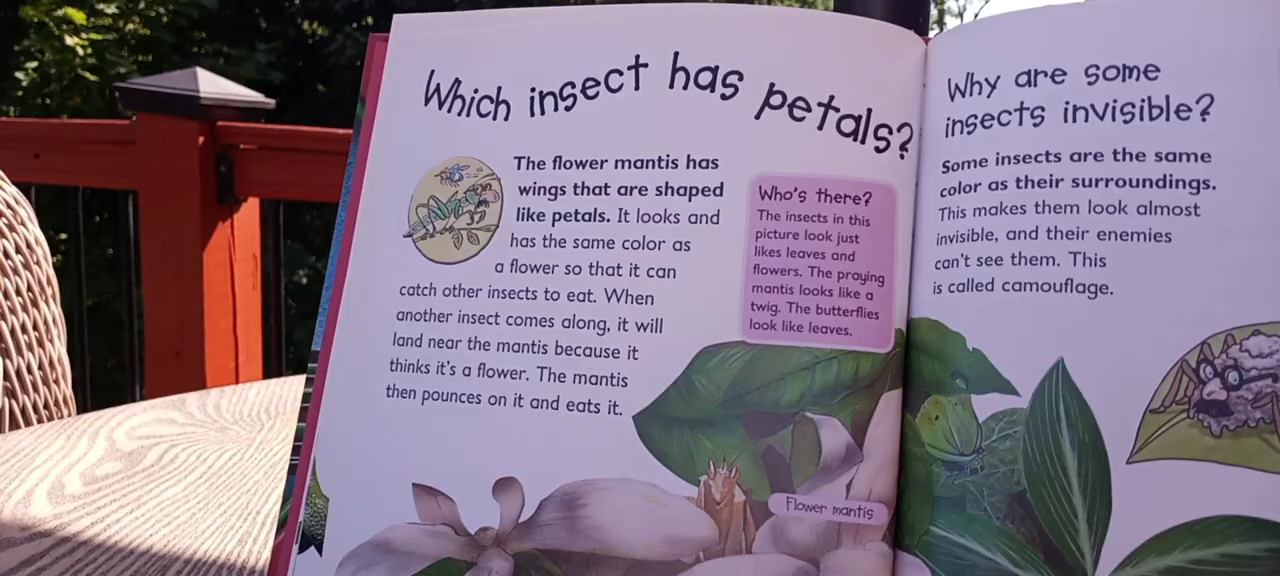 Which insect has petals?
The flower mantis has
wings that are shaped
like petals. It looks and
has the same color as
a flower so that it can
catch other insects to eat. When
another insect comes along, it will
land near the mantis because it
thinks it's a flower. The mantis
then pounces on it and eats it.
Who's there?
The insects in this
picture look just
likes leaves and
flowers. The praying
mantis looks like a
twig. The butterflies
look like leaves.
Flower mantis
Why are some
insects invisible?
Some insects are the same
color as their surroundings.
This makes them look almost
invisible, and their enemies
can't see them. This
is called camouflage.